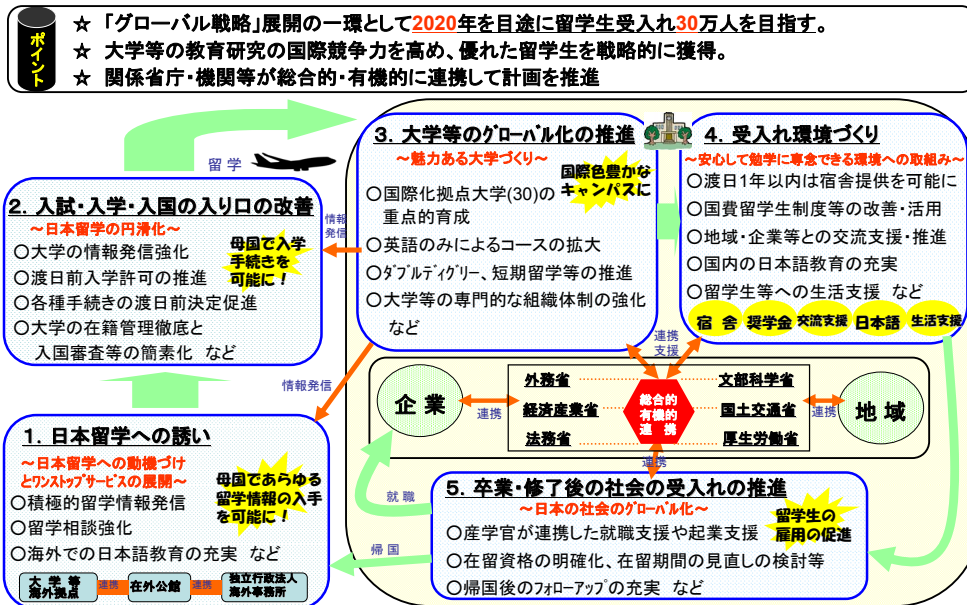 ポイント
☆ 「グローバル戦略」展開の一環として2020年を目途に留学生受入れ30万人を目指す。
☆ 大学等の教育研究の国際競争力を高め、優れた留学生を戦略的に獲得。
☆ 関係省庁・機関等が総合的・有機的に連携して計画を推進
留学
2．入試・入学・入国の入り口の改善
～日本留学の円滑化～
○大学の情報発信強化
○渡日前入学許可の推進
○各種手続きの渡日前決定促進
○大学の在籍管理徹底と
入国審査等の簡素化 など
母国で入学
手続きを
可能に！
情報
発信
3．大学等のグローバル化の推進
～魅力ある大学づくり～
国際色豊かな
キャンパスに
○国際化拠点大学(30)の
重点的育成
○英語のみによるコースの拡大
○ダブルディグリー、短期留学等の推進
○大学等の専門的な組織体制の強化
など
4．受入れ環境づくり
～安心して勉学に専念できる環境への取組み～
○渡日1年以内は宿舎提供を可能に
○国費留学生制度等の改善・活用
○地域・企業等との交流支援・推進
○国内の日本語教育の充実
○留学生等への生活支援 など
宿 舎 奨学金 交流支援 日本語 生活支援
連携
支援
情報発信
企業
連携
外務省
経済産業省
法務省
総合的
有機的
連 携
文部科学省
国土交通省
厚生労働省
連携
地域
連携
1．日本留学への誘い
～日本留学への動機づけ
とワンストップサービスの展開～
○積極的留学情報発信
○留学相談強化
○海外での日本語教育の充実 など
母国であらゆる
留学情報の入手
を可能に！
大 学 等
海外拠点
連携
在外公館
連携
独立行政法人
海外事務所
就職
帰国
5．卒業・修了後の社会の受入れの推進
～日本の社会のグローバル化～
○産学官が連携した就職支援や起業支援
○在留資格の明確化、在留期間の見直しの検討等
○帰国後のフォローアップの充実 など
留学生の
雇用の促進